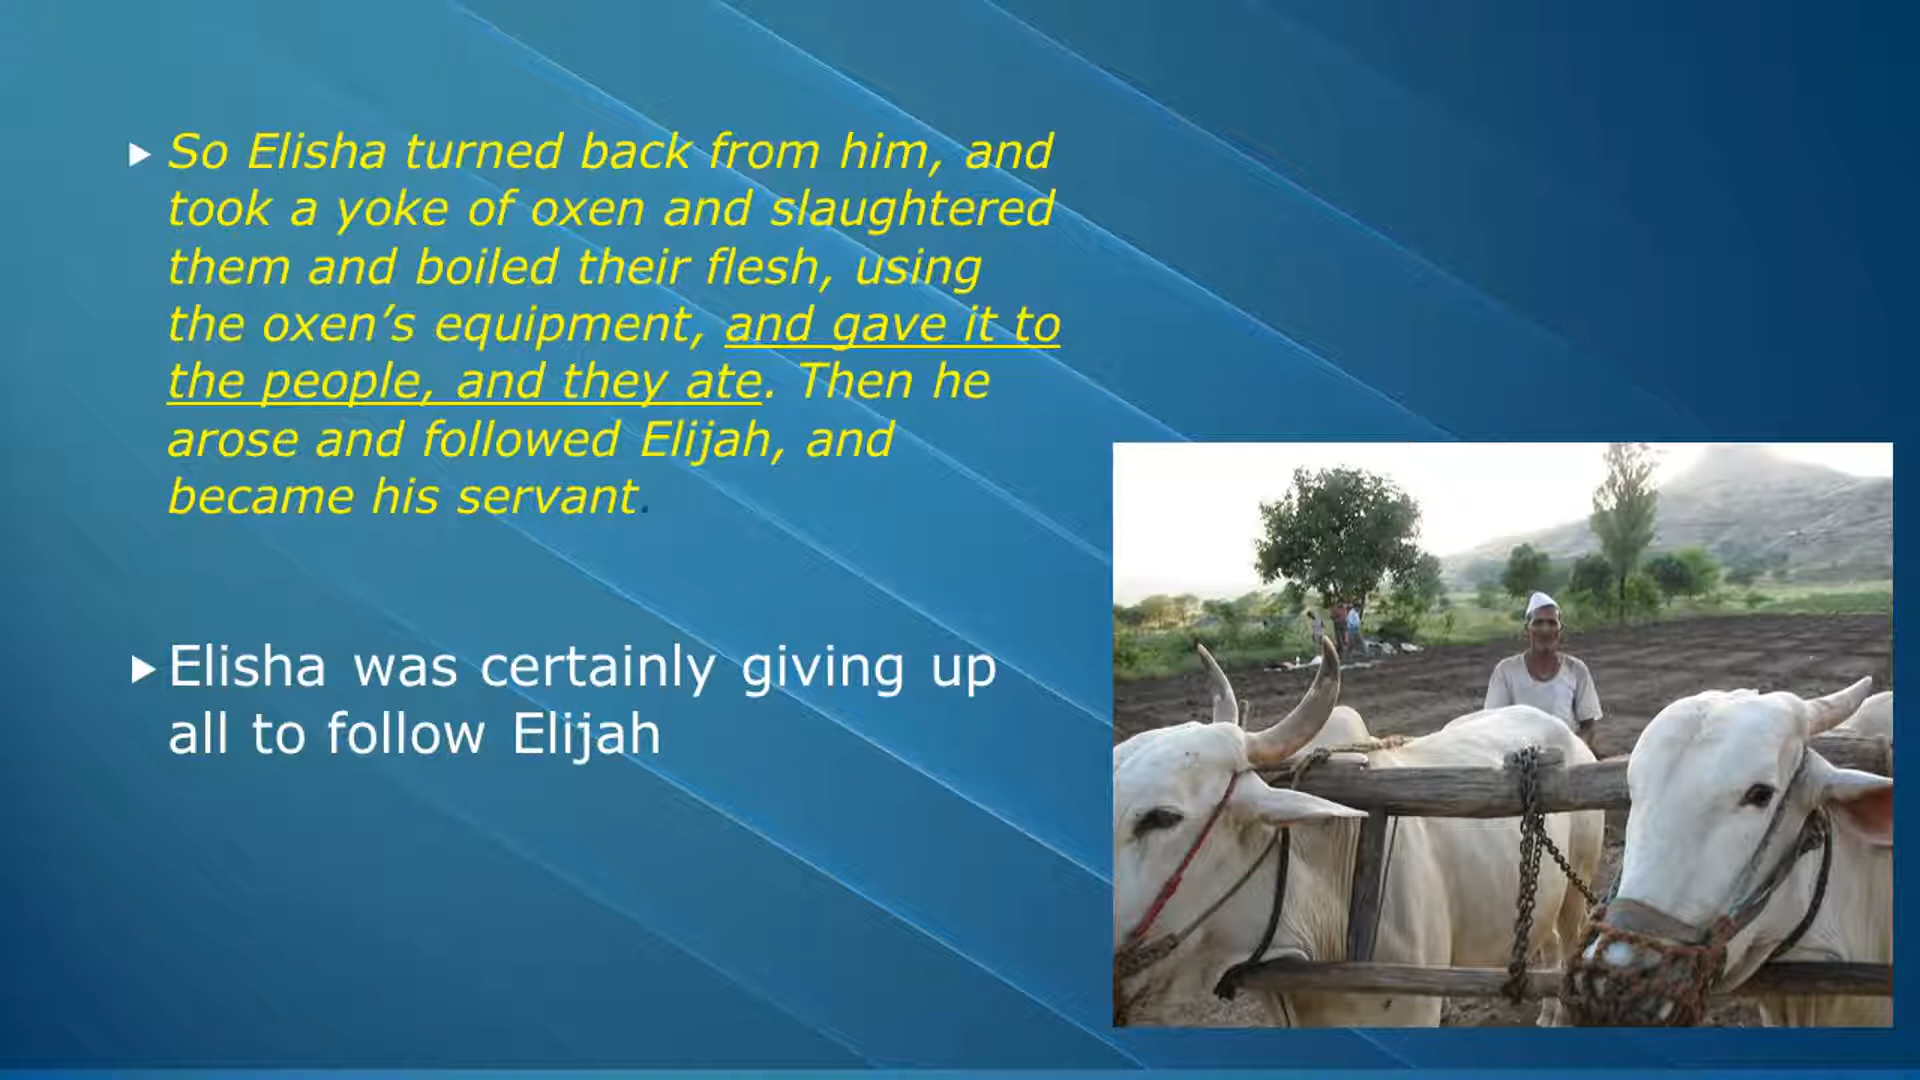 So Elisha turned back from him, and
took a yoke of oxen and slaughtered
them and boiled their flesh, using
the oxen’s equipment, and gave it to
the people, and they ate. Then he
arose and followed Elijah, and
became his servant.
Elisha was certainly giving up
all to follow Elijah